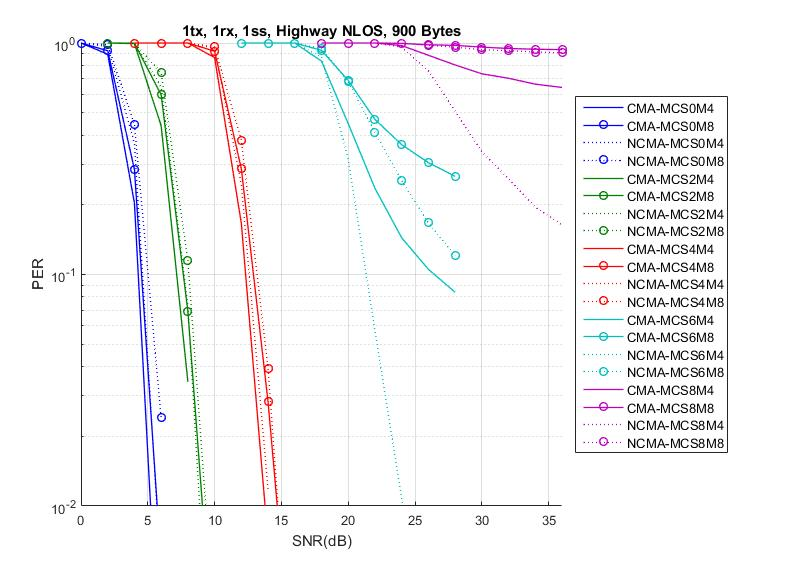 1tx, 1rx, 1ss, Highway NLOS, 900 Bytes
10^0
10^-1
10^-2
PER
0 5 10 15 20 25 30 35
SNR(dB)
CMA-MCS0M4
CMA-MCS0M8
NCMA-MCS0M4
NCMA-MCS0M8
CMA-MCS2M4
CMA-MCS2M8
NCMA-MCS2M4
NCMA-MCS2M8
CMA-MCS4M4
CMA-MCS4M8
NCMA-MCS4M4
NCMA-MCS4M8
CMA-MCS6M4
CMA-MCS6M8
NCMA-MCS6M4
NCMA-MCS6M8
CMA-MCS8M4
CMA-MCS8M8
NCMA-MCS8M4
NCMA-MCS8M8